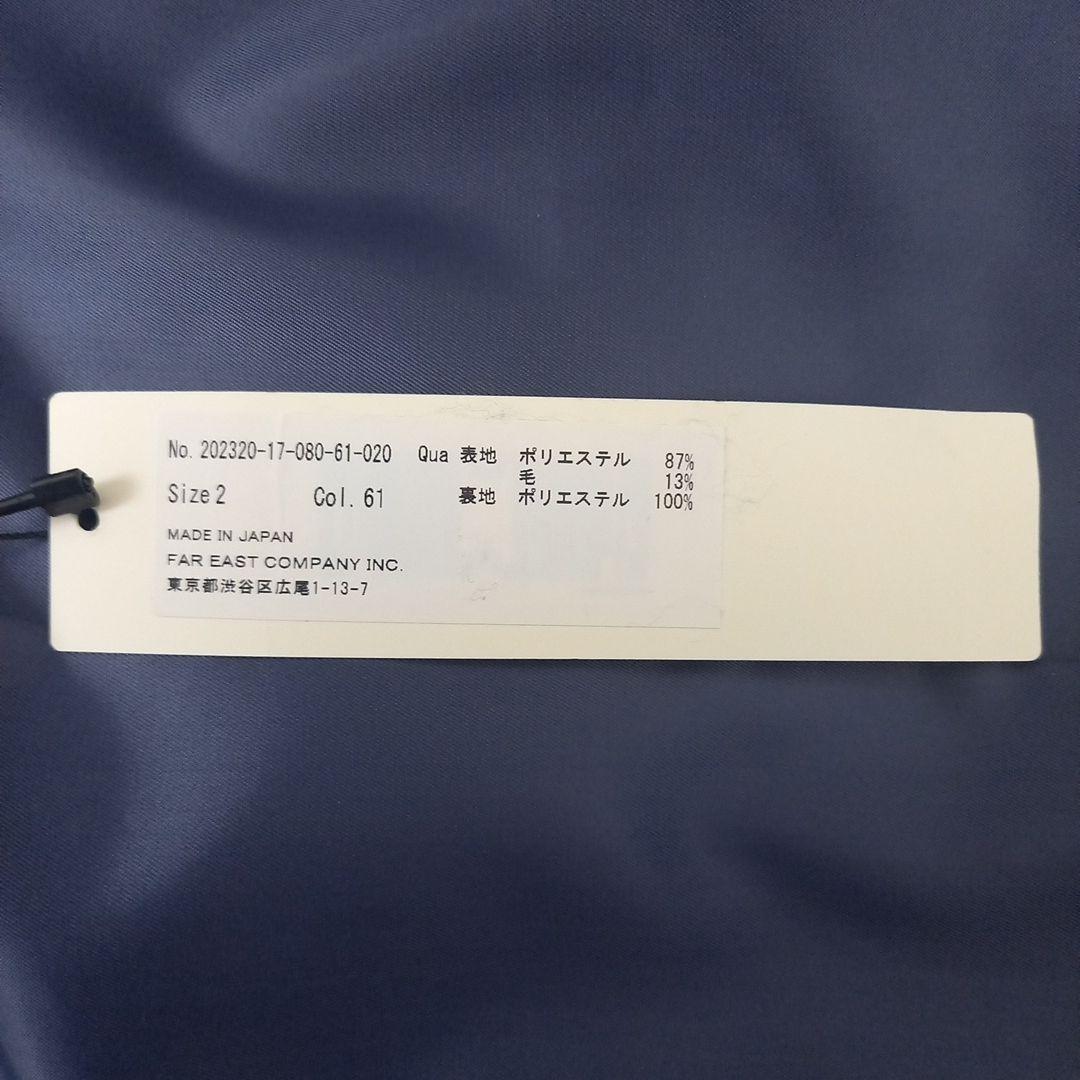 No. 202320-17-080-61-020 Qua 表地 ポリエステル 87%
毛 13%
Size 2 Col. 61 裏地 ポリエステル 100%
MADE IN JAPAN
FAR EAST COMPANY INC.
東京都渋谷区広尾1-13-7